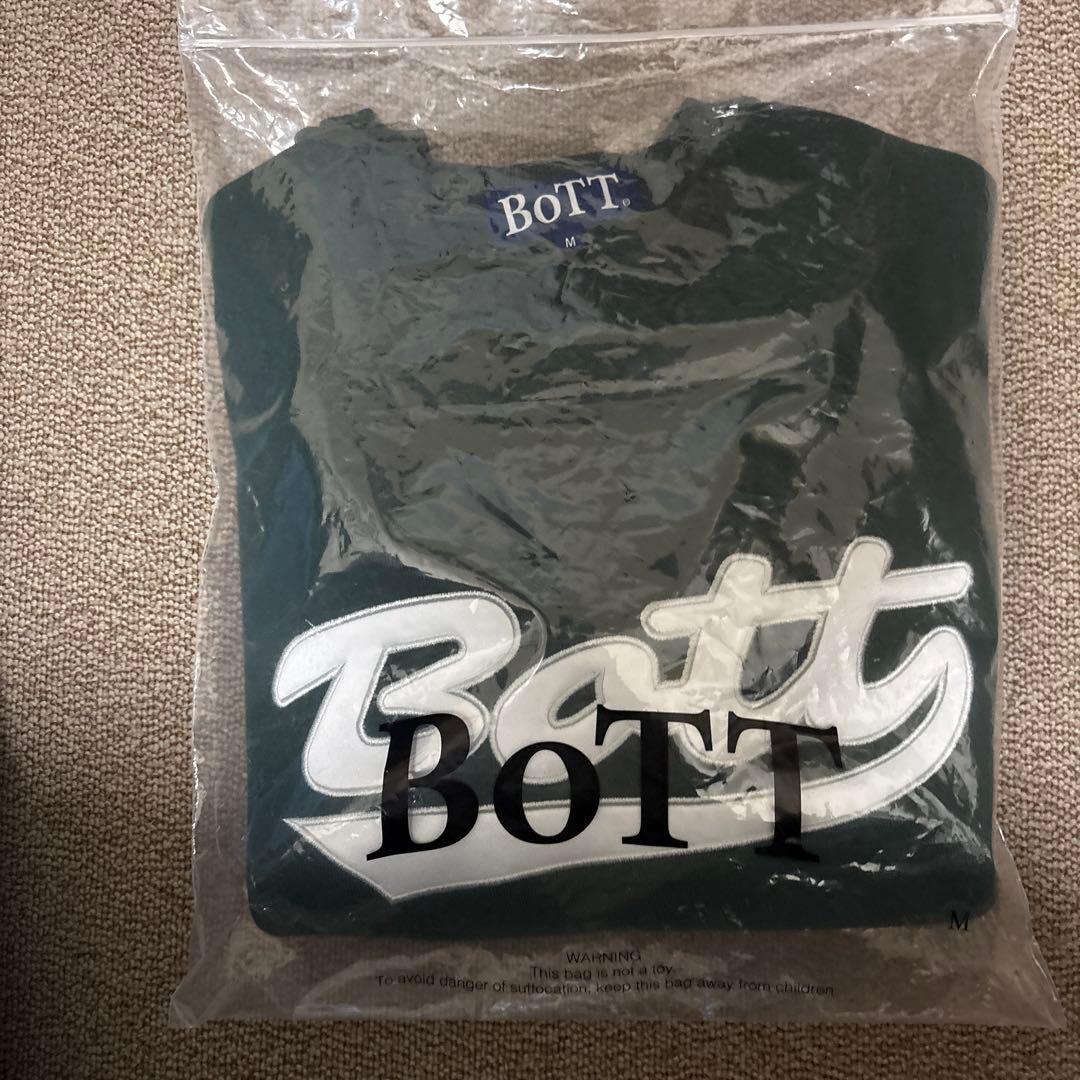 BoTT®
M
Bott
BoTT
M
WARNING
This bag is not a toy
To avoid danger of suffocation, keep this bag away from children